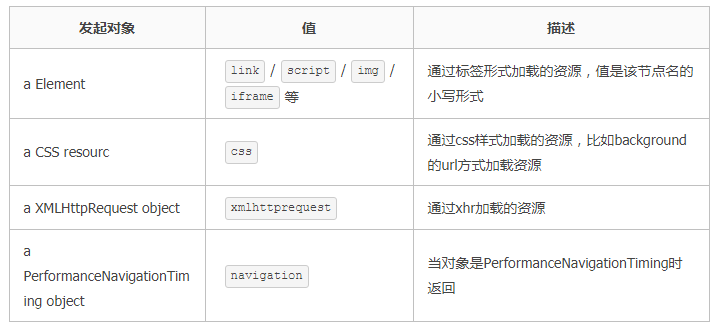 发起对象 值 描述
a Element
link / script / img /
iframe 等
通过标签形式加载的资源，值是该节点名的
小写形式
a CSS resourc
css
通过css样式加载的资源，比如background
的url方式加载资源
a XMLHttpRequest object
xmlhttprequest
通过xhr加载的资源
a
PerformanceNavigationTim
ing object
navigation
当对象是PerformanceNavigationTiming时
返回